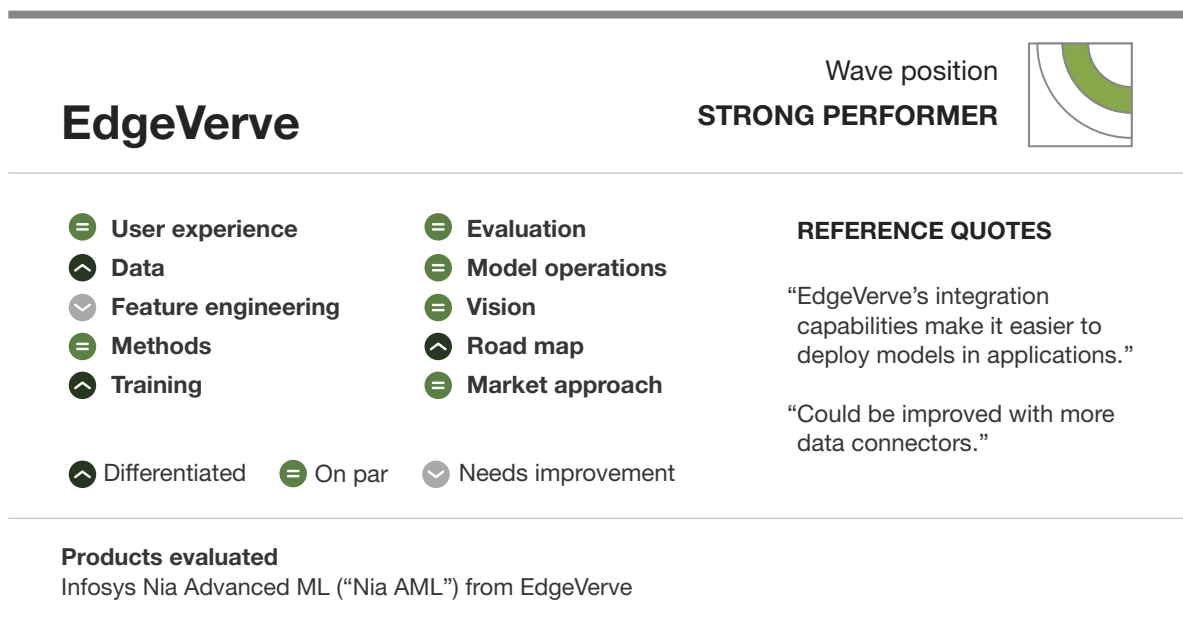 EdgeVerve
Wave position
STRONG PERFORMER
User experience
Data
Feature engineering
Methods
Training
Evaluation
Model operations
Vision
Road map
Market approach
Differentiated
On par
Needs improvement
REFERENCE QUOTES
“EdgeVerve’s integration
capabilities make it easier to
deploy models in applications.”
“Could be improved with more
data connectors.”
Products evaluated
Infosys Nia Advanced ML (“Nia AML”) from EdgeVerve